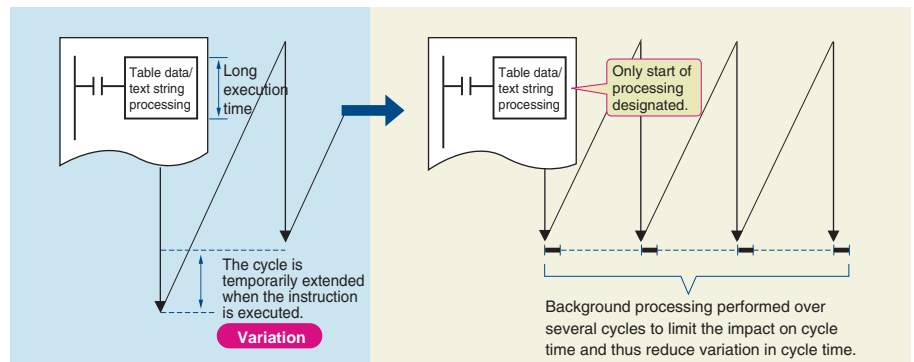 Table data/
text string
processing
Long
execution
time
The cycle is
temporarily extended
when the instruction
is executed.
Variation
Table data/
text string
processing
Only start of
processing
designated.
Background processing performed over
several cycles to limit the impact on cycle
time and thus reduce variation in cycle time.